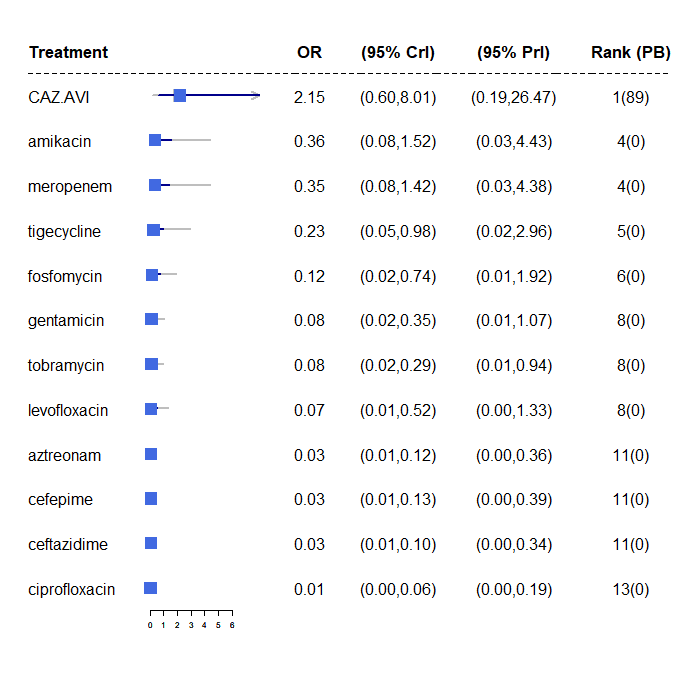 Treatment OR (95% CrI) (95% PrI) Rank (PB)
CAZ.AVI 2.15 (0.60,8.01) (0.19,26.47) 1(89)
amikacin 0.36 (0.08,1.52) (0.03,4.43) 4(0)
meropenem 0.35 (0.08,1.42) (0.03,4.38) 4(0)
tigecycline 0.23 (0.05,0.98) (0.02,2.96) 5(0)
fosfomycin 0.12 (0.02,0.74) (0.01,1.92) 6(0)
gentamicin 0.08 (0.02,0.35) (0.01,1.07) 8(0)
tobramycin 0.08 (0.02,0.29) (0.01,0.94) 8(0)
levofloxacin 0.07 (0.01,0.52) (0.00,1.33) 8(0)
aztreonam 0.03 (0.01,0.12) (0.00,0.36) 11(0)
cefepime 0.03 (0.01,0.13) (0.00,0.39) 11(0)
ceftazidime 0.03 (0.01,0.10) (0.00,0.34) 11(0)
ciprofloxacin 0.01 (0.00,0.06) (0.00,0.19) 13(0)
0 1 2 3 4 5 6